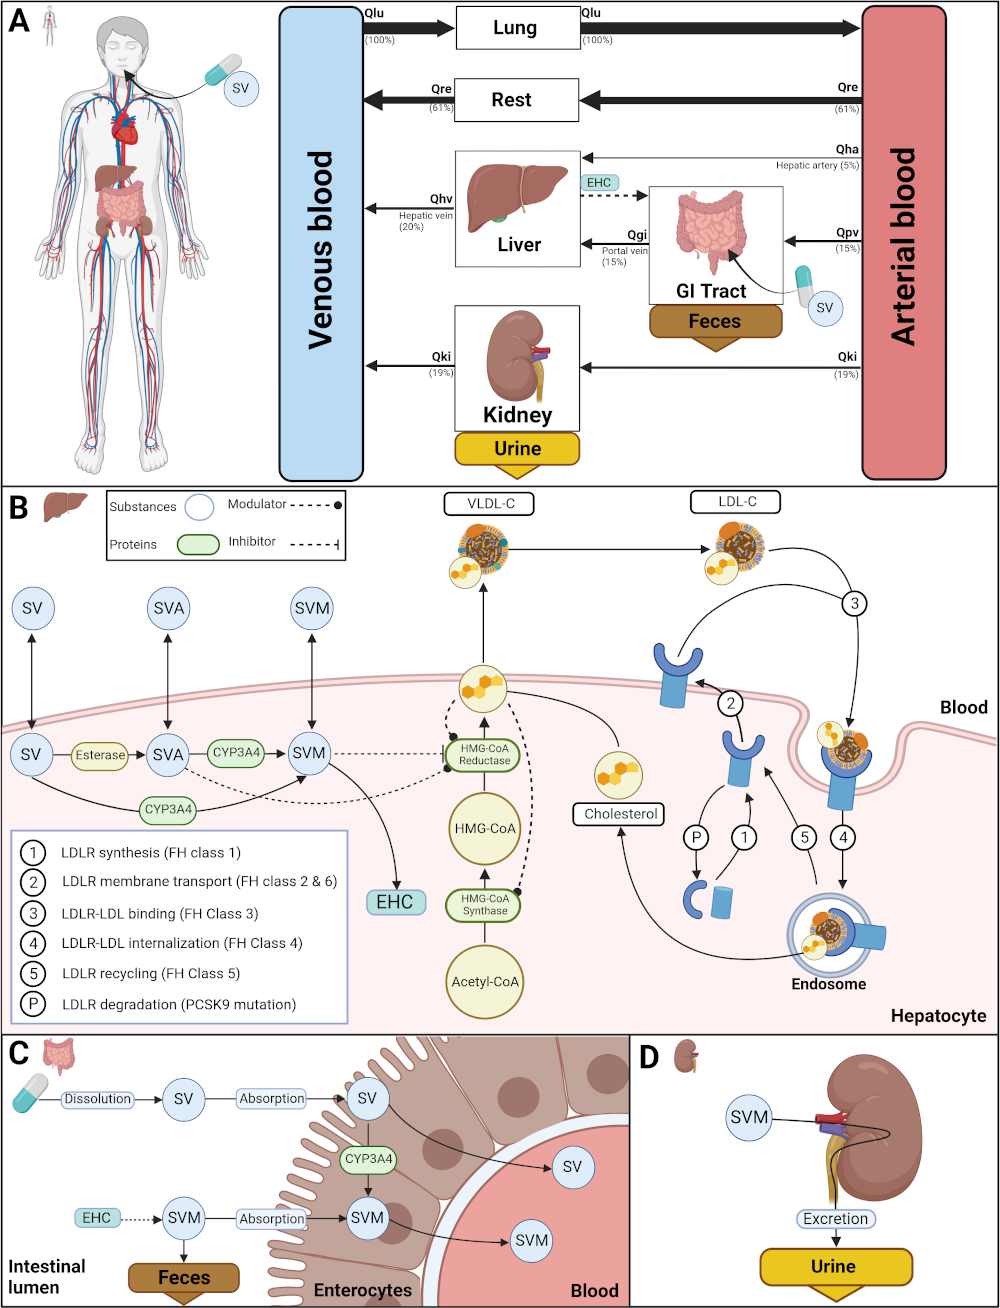 A
SV
Venous blood
Arterial blood
Qlu
(100%)
Lung
Qlu
(100%)
Qre
(61%)
Rest
Qre
(61%)
Qha
Hepatic artery (5%)
EHC
Qhv
Hepatic vein
(20%)
Liver
Qgi
Portal vein
(15%)
Qpv
(15%)
GI Tract
SV
Feces
Qki
(19%)
Kidney
Qki
(19%)
Urine
B
Substances
Modulator
Proteins
Inhibitor
VLDL-C
LDL-C
SV
SVA
SVM
3
2
Blood
SV
Esterase
SVA
CYP3A4
SVM
HMG-CoA
Reductase
CYP3A4
Cholesterol
HMG-CoA
P
1
5
4
1 LDLR synthesis (FH class 1)
2 LDLR membrane transport (FH class 2 & 6)
3 LDLR-LDL binding (FH Class 3)
4 LDLR-LDL internalization (FH Class 4)
5 LDLR recycling (FH Class 5)
P LDLR degradation (PCSK9 mutation)
EHC
HMG-CoA
Synthase
Acetyl-CoA
Endosome
Hepatocyte
C
Dissolution
SV
Absorption
SV
CYP3A4
SV
EHC
SVM
Absorption
SVM
SVM
Feces
Intestinal
lumen
Enterocytes
Blood
D
SVM
Excretion
Urine